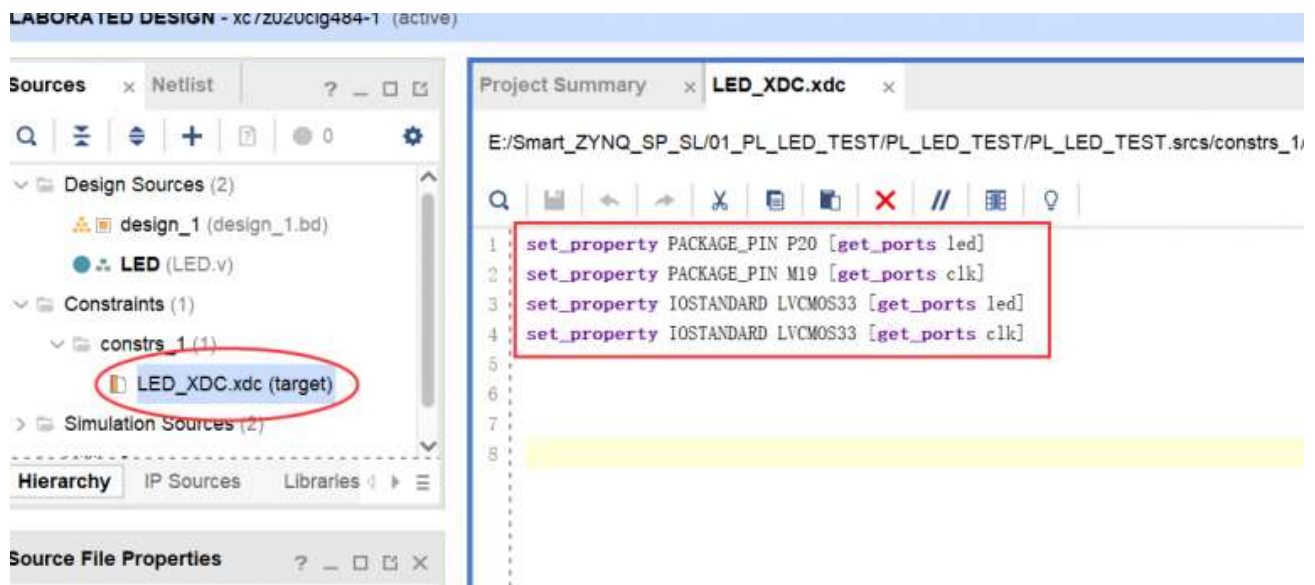 LABORATED DESIGN - xc7z020clg484-1 (active)
Sources × Netlist
? _
0
Design Sources (2)
design_1 (design_1.bd)
LED (LED.v)
Constraints (1)
constrs_1 (1)
LED_XDC.xdc (target)
Simulation Sources (2)
Hierarchy IP Sources Libraries
Source File Properties
? _ ×
Project Summary × LED_XDC.xdc ×
E:/Smart_ZYNQ_SP_SL/01_PL_LED_TEST/PL_LED_TEST/PL_LED_TEST.srcs/constrs_1/
//
1 set_property PACKAGE_PIN P20 [get_ports led]
2 set_property PACKAGE_PIN M19 [get_ports clk]
3 set_property IOSTANDARD LVCMOS33 [get_ports led]
4 set_property IOSTANDARD LVCMOS33 [get_ports clk]
5
6
7
8